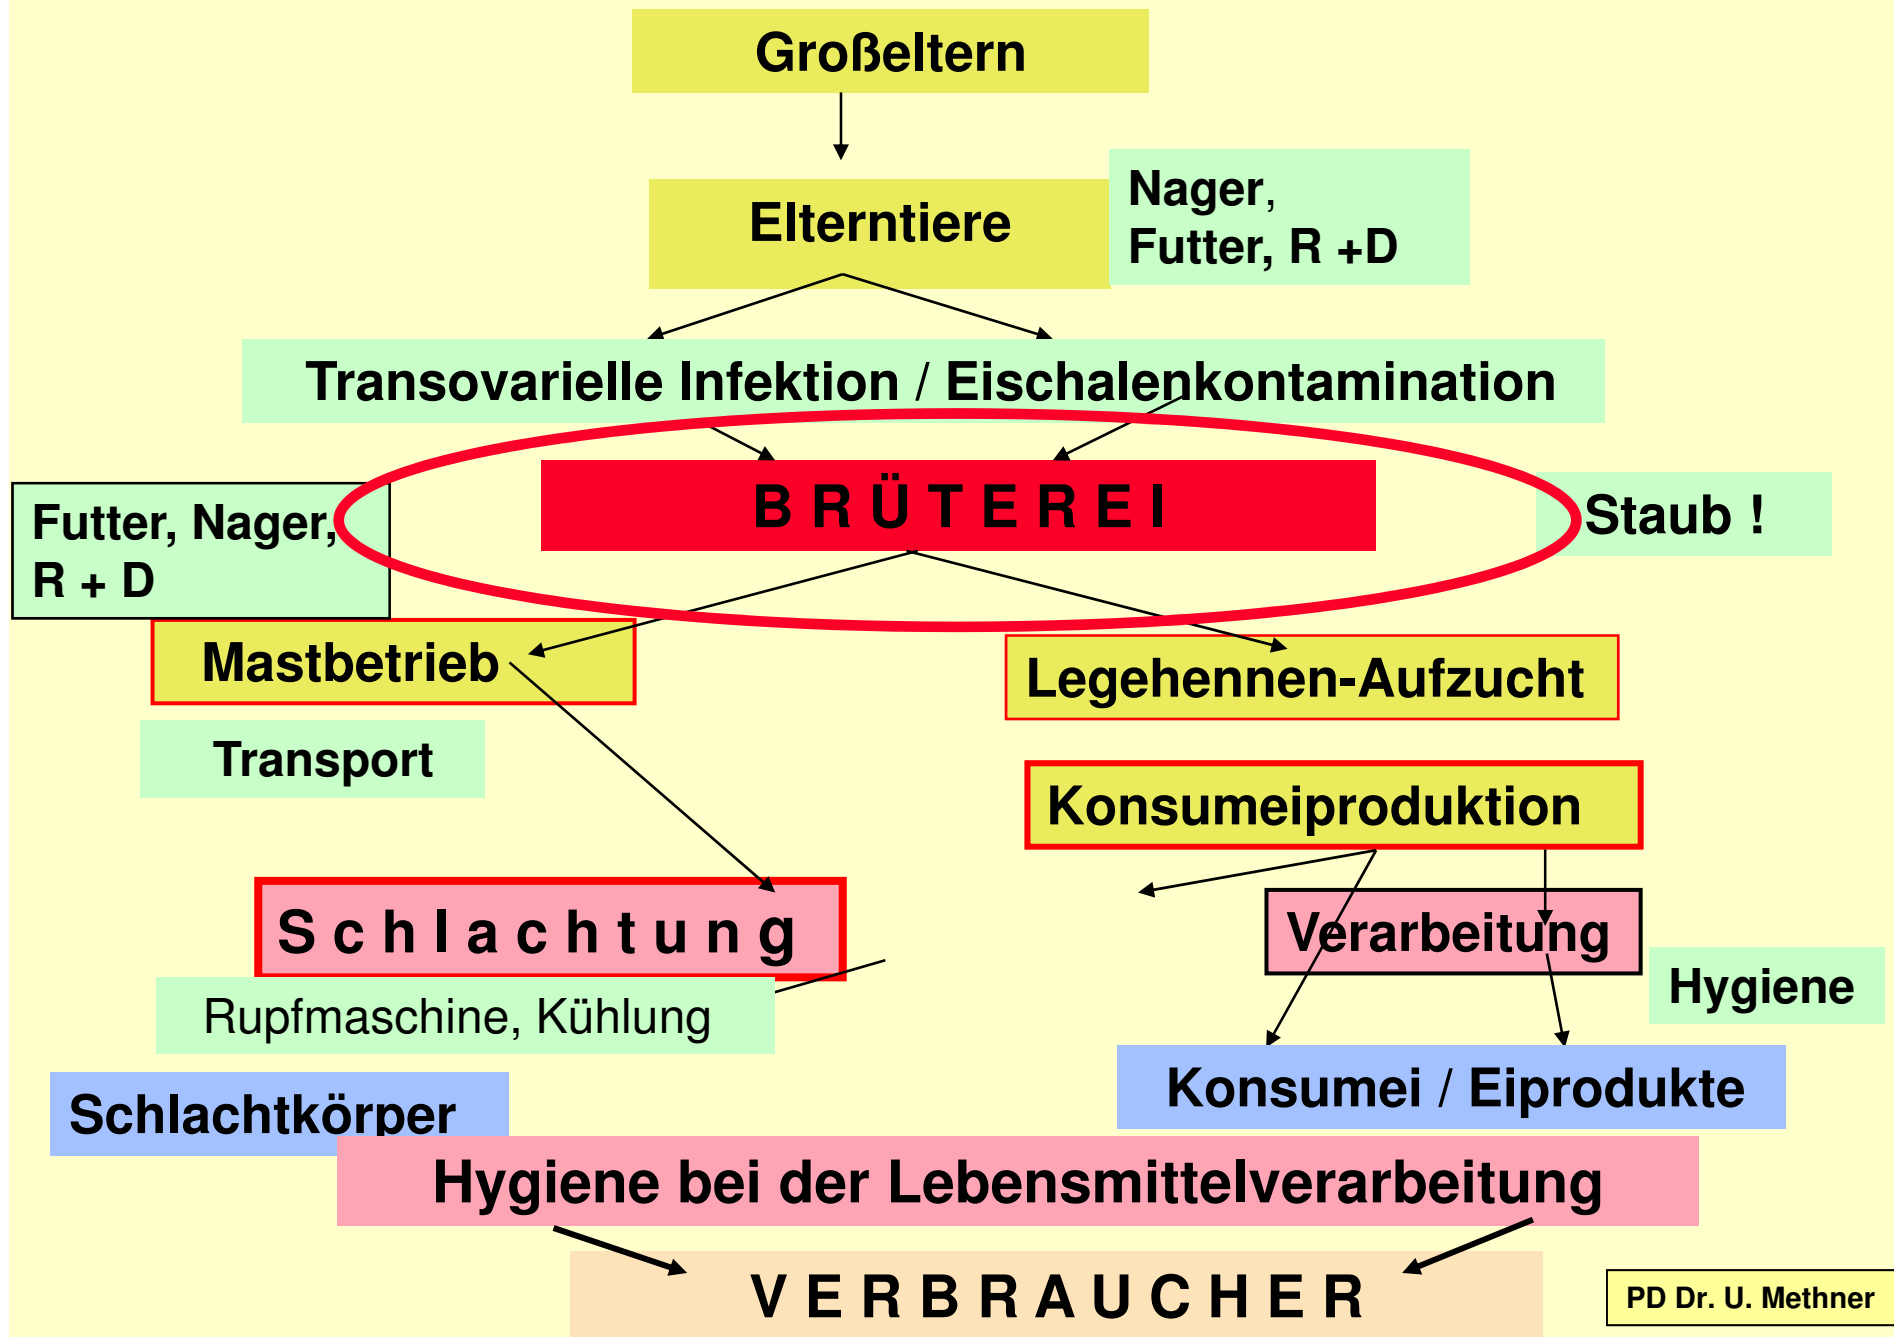 Großeltern
Elterntiere
Nager,
Futter, R +D
Transovarielle Infektion / Eischalenkontamination
B R Ü T E R E I
Futter, Nager,
R + D
Staub !
Mastbetrieb
Legehennen-Aufzucht
Transport
Konsumeiproduktion
S c h l a c h t u n g
Verarbeitung
Rupfmaschine, Kühlung
Hygiene
Schlachtkörper
Konsumei / Eiprodukte
Hygiene bei der Lebensmittelverarbeitung
V E R B R A U C H E R
PD Dr. U. Methner